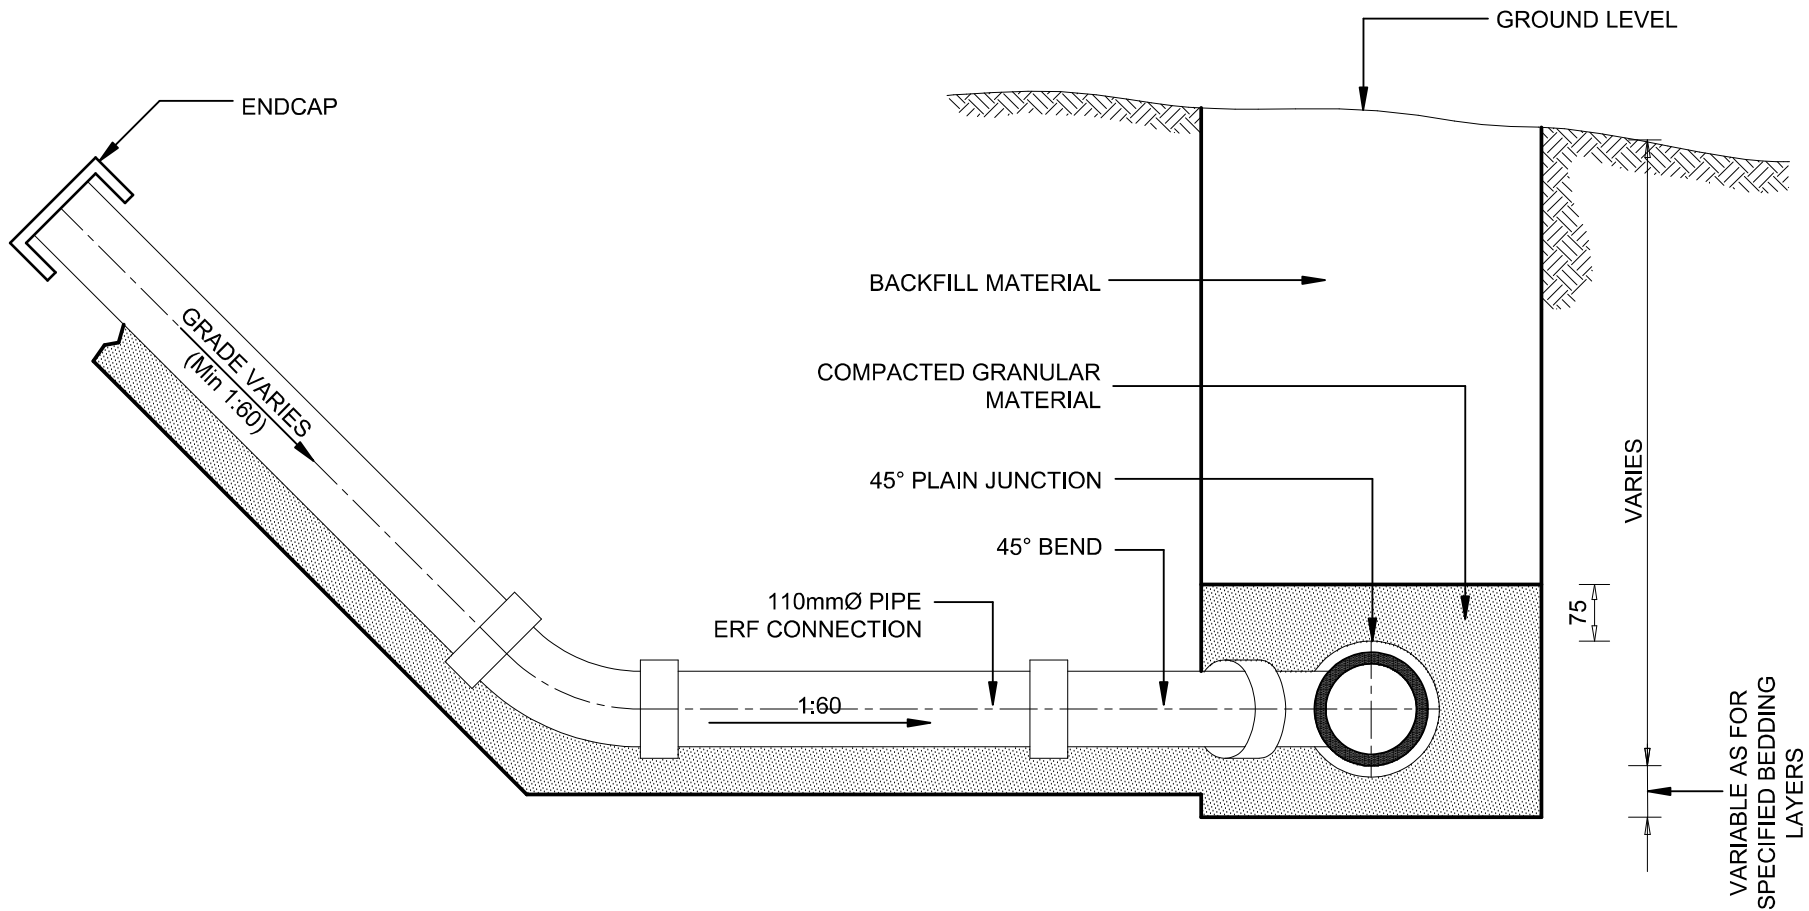 GROUND LEVEL
ENDCAP
BACKFILL MATERIAL
GRADE VARIES
(Min 1:60)
COMPACTED GRANULAR
MATERIAL
45° PLAIN JUNCTION
VARIES
45° BEND
110mmØ PIPE
ERF CONNECTION
75
1:60
VARIABLE AS FOR
SPECIFIED BEDDING
LAYERS